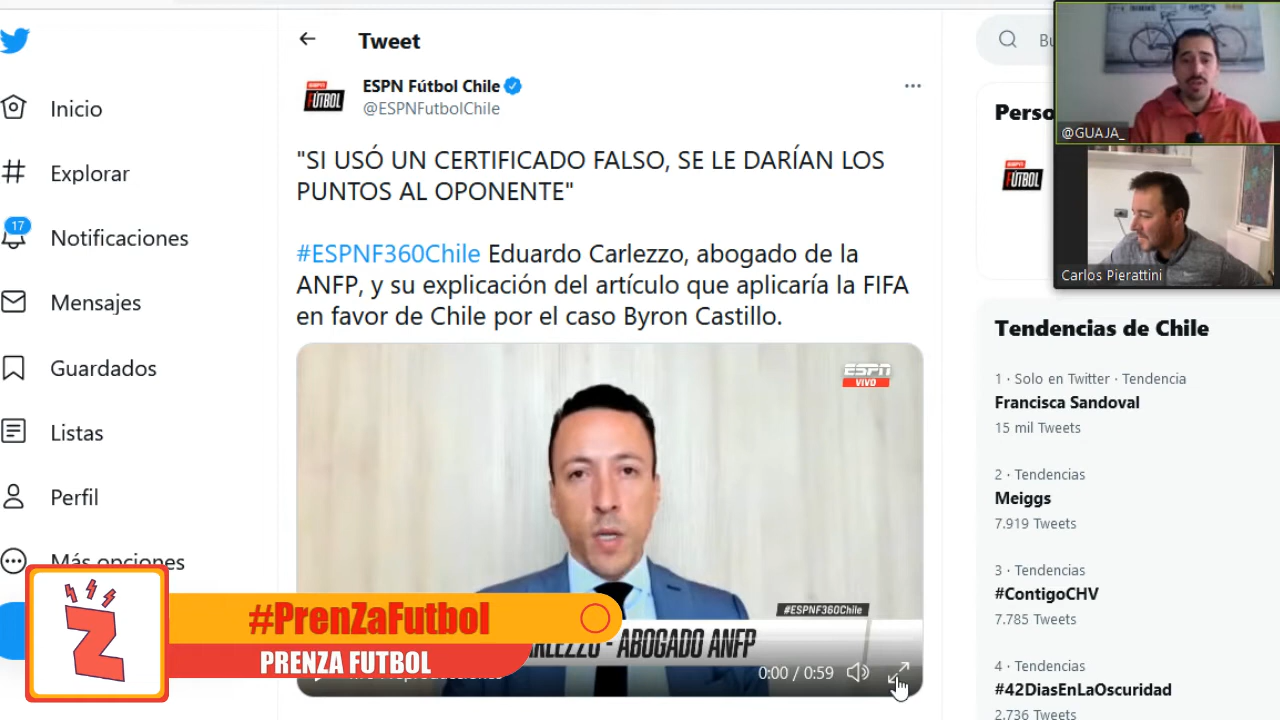 Tweet
ESPN Fútbol Chile
@ESPNFutbolChile
"SI USÓ UN CERTIFICADO FALSO, SE LE DARÍAN LOS
PUNTOS AL OPONENTE"
#ESPNF360Chile Eduardo Carlezzo, abogado de la
ANFP, y su explicación del artículo que aplicaría la FIFA
en favor de Chile por el caso Byron Castillo.
Inicio
Explorar
17
Notificaciones
Mensajes
Guardados
Listas
Perfil
Más opciones
ESPN
VIVO
#ESPNF360Chile
- ABOGADO ANFP
0:00 / 0:59
#PrenZaFutbol
PRENZA FUTBOL
Z
@GUAJA_
Carlos Pierattini
ESPN
FÚTBOL
Tendencias de Chile
1 · Solo en Twitter · Tendencia
Francisca Sandoval
15 mil Tweets
2 · Tendencias
Meiggs
7.919 Tweets
3 · Tendencias
#ContigoCHV
7.785 Tweets
4 · Tendencias
#42DiasEnLaOscuridad
2.736 Tweets